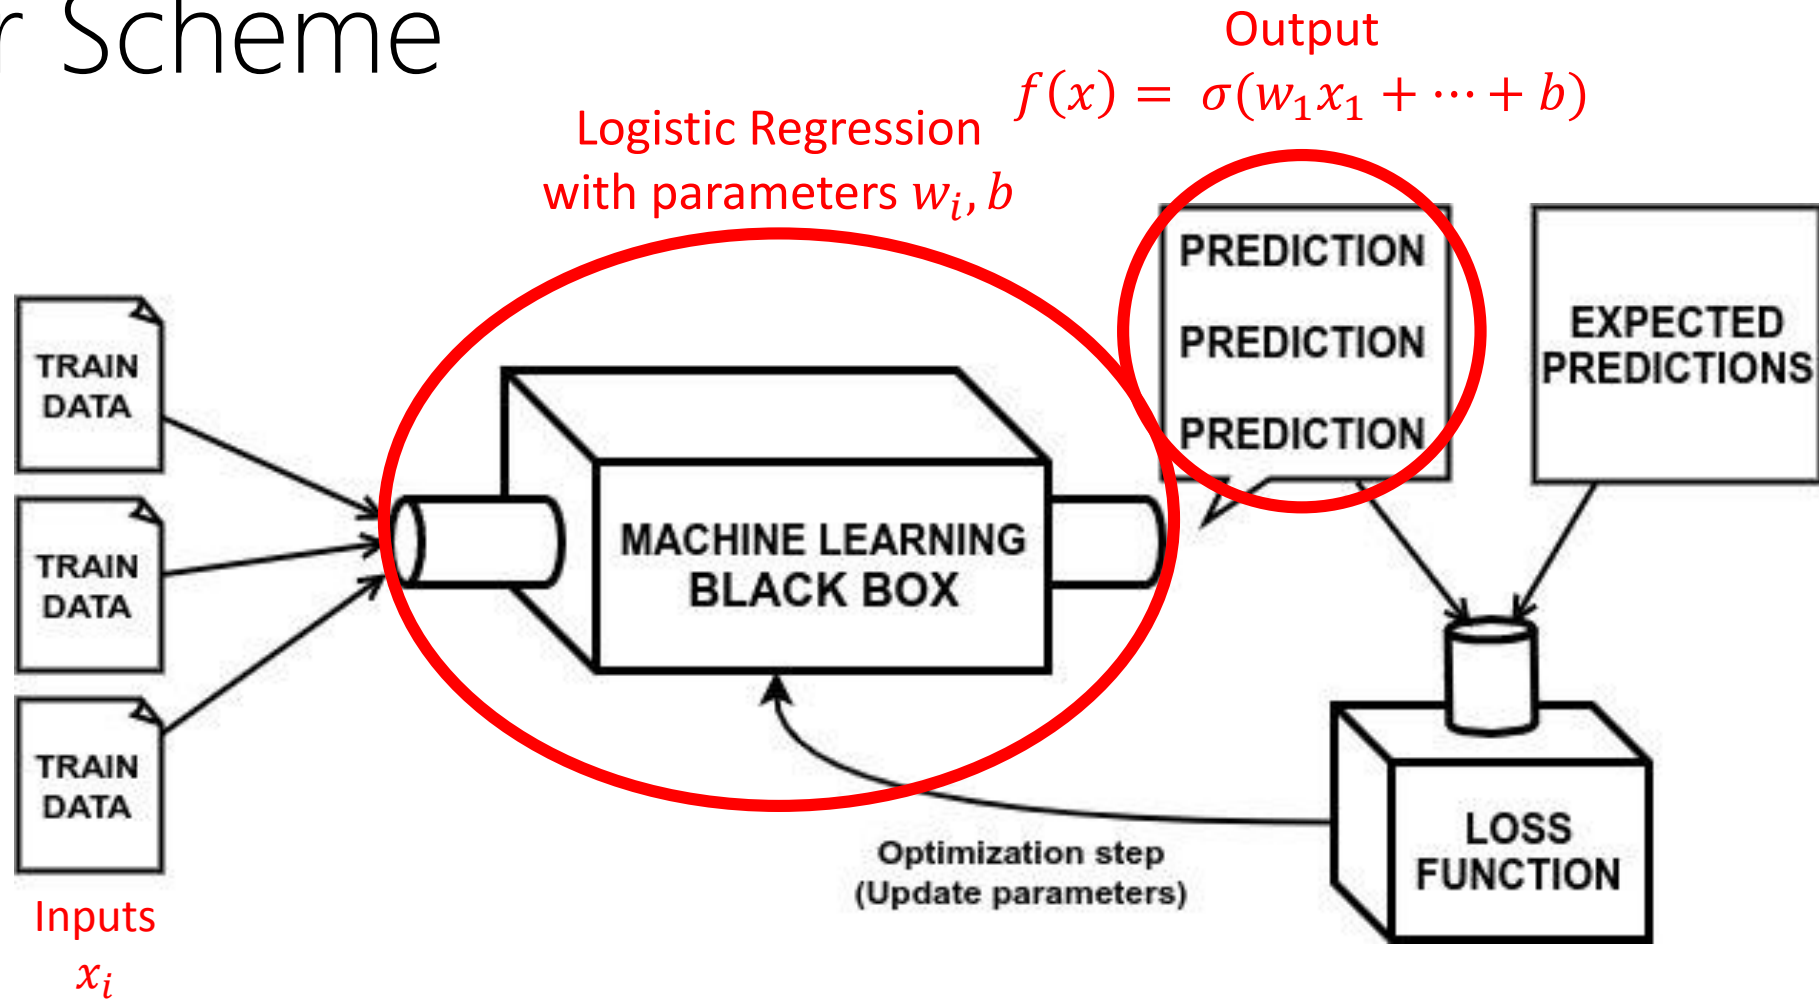 r Scheme
Output
f(x) = σ(w₁x₁ + ⋯ + b)
Logistic Regression
with parameters wᵢ, b
PREDICTION
PREDICTION
PREDICTION
EXPECTED
PREDICTIONS
TRAIN
DATA
TRAIN
DATA
TRAIN
DATA
MACHINE LEARNING
BLACK BOX
Optimization step
(Update parameters)
LOSS
FUNCTION
Inputs
xᵢ